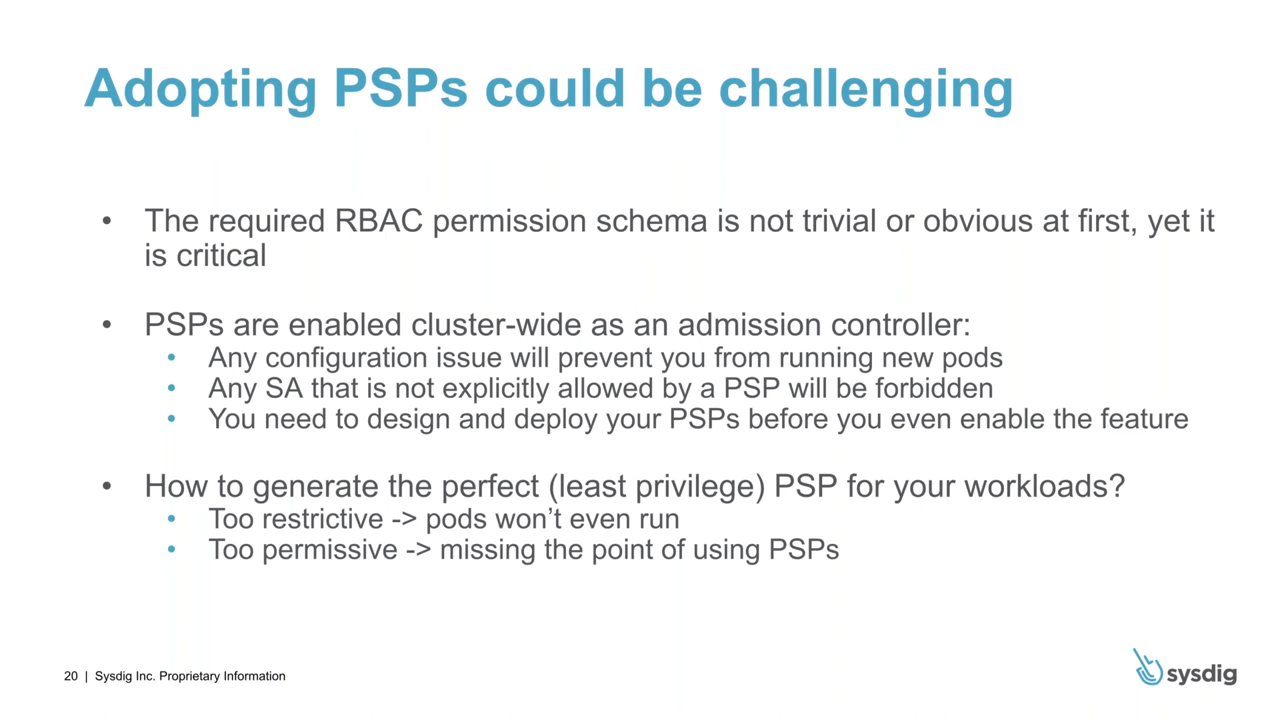 Adopting PSPs could be challenging
• The required RBAC permission schema is not trivial or obvious at first, yet it
is critical
• PSPs are enabled cluster-wide as an admission controller:
• Any configuration issue will prevent you from running new pods
• Any SA that is not explicitly allowed by a PSP will be forbidden
• You need to design and deploy your PSPs before you even enable the feature
• How to generate the perfect (least privilege) PSP for your workloads?
• Too restrictive -> pods won’t even run
• Too permissive -> missing the point of using PSPs
20 | Sysdig Inc. Proprietary Information
sysdig